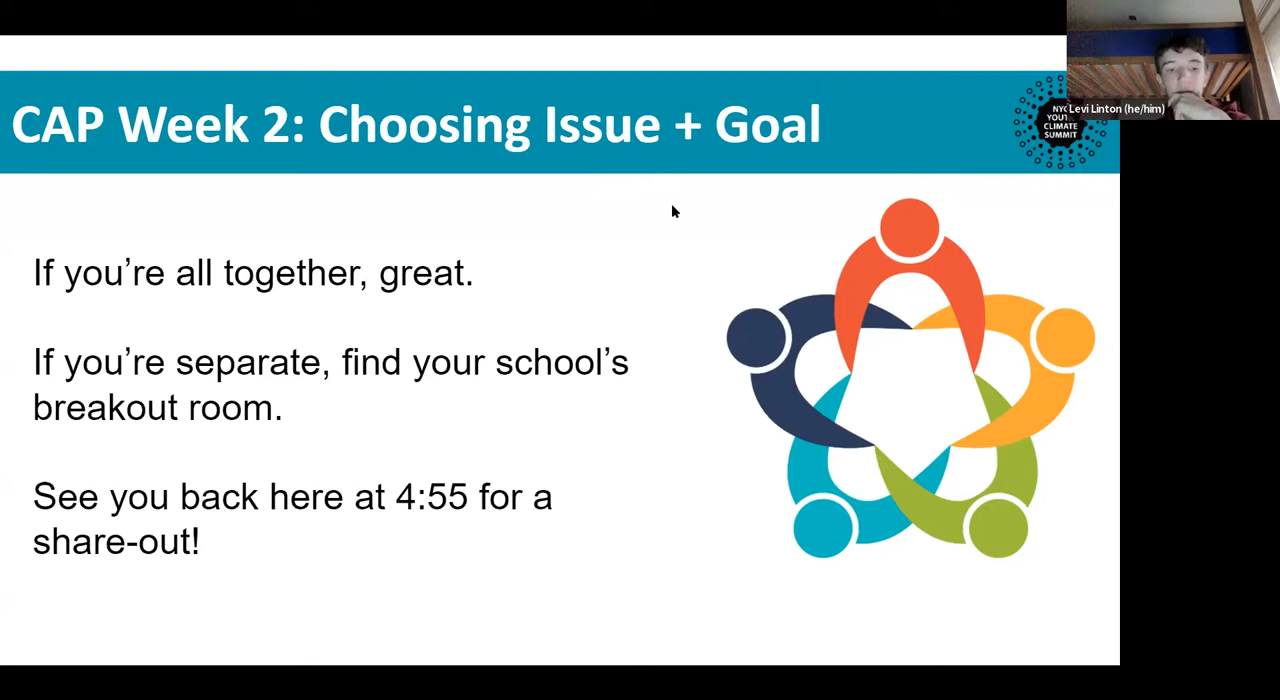 CAP Week 2: Choosing Issue + Goal
Levi Linton (he/him)
NYC
YOUT
CLIMATE
SUMMIT
If you’re all together, great.
If you’re separate, find your school’s
breakout room.
See you back here at 4:55 for a
share-out!